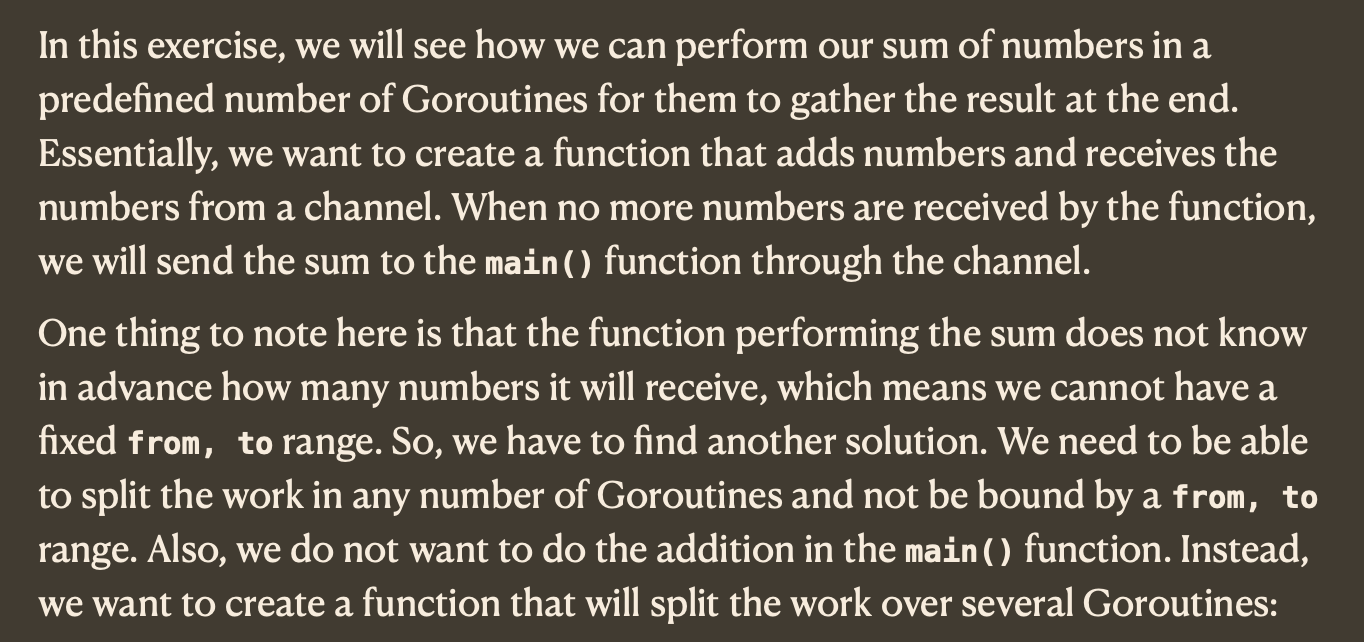 In this exercise, we will see how we can perform our sum of numbers in a
predefined number of Goroutines for them to gather the result at the end.
Essentially, we want to create a function that adds numbers and receives the
numbers from a channel. When no more numbers are received by the function,
we will send the sum to the main() function through the channel.
One thing to note here is that the function performing the sum does not know
in advance how many numbers it will receive, which means we cannot have a
fixed from, to range. So, we have to find another solution. We need to be able
to split the work in any number of Goroutines and not be bound by a from, to
range. Also, we do not want to do the addition in the main() function. Instead,
we want to create a function that will split the work over several Goroutines: